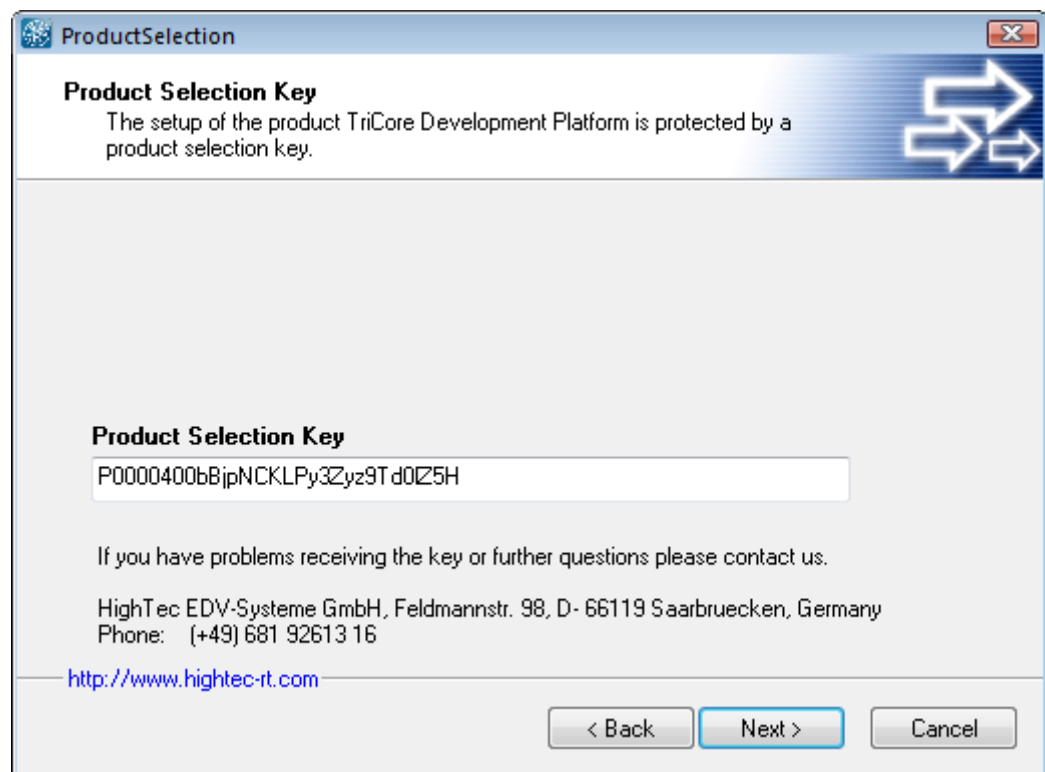 ProductSelection
Product Selection Key
The setup of the product TriCore Development Platform is protected by a
product selection key.
Product Selection Key
P0000400bBjpNCKLPy3Zyz9Td0lZ5H
If you have problems receiving the key or further questions please contact us.
HighTec EDV-Systeme GmbH, Feldmannstr. 98, D- 66119 Saarbruecken, Germany
Phone: (+49) 681 92613 16
http://www.hightec-rt.com
< Back Next > Cancel